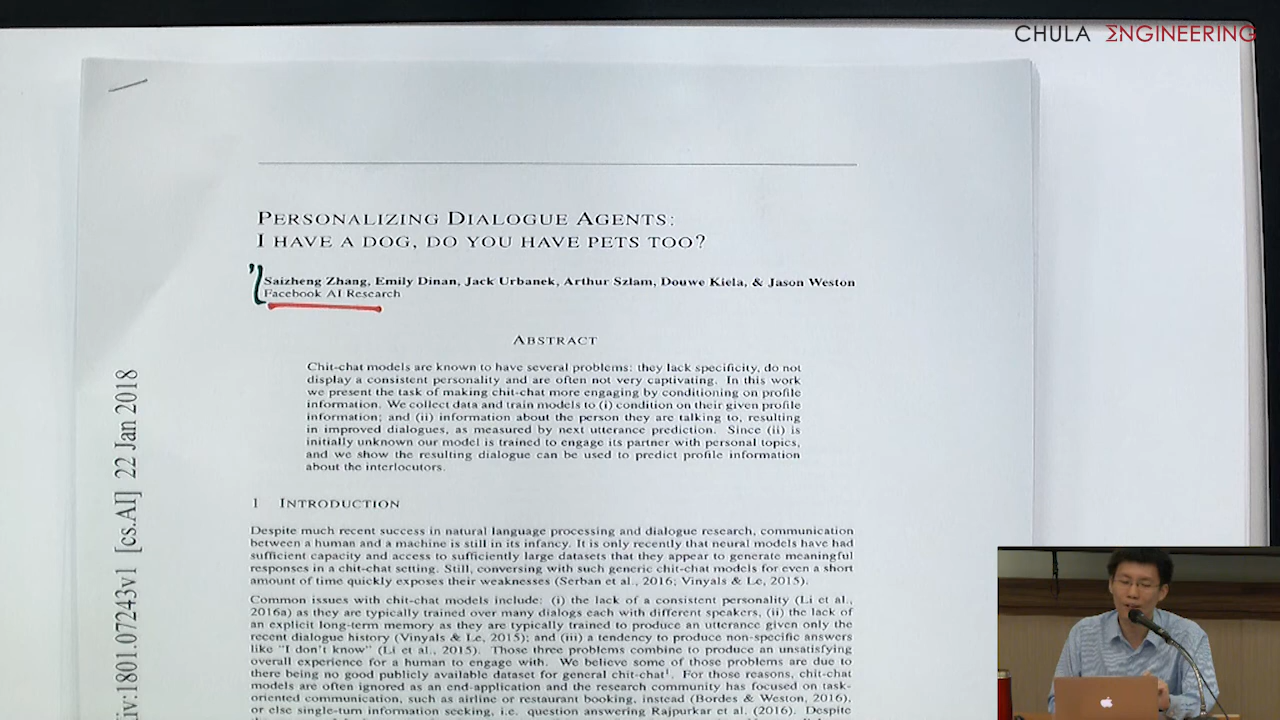 CHULA ΣNGINEERING
PERSONALIZING DIALOGUE AGENTS:
I HAVE A DOG, DO YOU HAVE PETS TOO?
Saizheng Zhang, Emily Dinan, Jack Urbanek, Arthur Szlam, Douwe Kiela, & Jason Weston
Facebook AI Research
ABSTRACT
Chit-chat models are known to have several problems: they lack specificity, do not
display a consistent personality and are often not very captivating. In this work
we present the task of making chit-chat more engaging by conditioning on profile
information. We collect data and train models to (i) condition on their given profile
information; and (ii) information about the person they are talking to, resulting
in improved dialogues, as measured by next utterance prediction. Since (ii) is
initially unknown our model is trained to engage its partner with personal topics,
and we show the resulting dialogue can be used to predict profile information
about the interlocutors.
1 INTRODUCTION
Despite much recent success in natural language processing and dialogue research, communication
between a human and a machine is still in its infancy. It is only recently that neural models have had
sufficient capacity and access to sufficiently large datasets that they appear to generate meaningful
responses in a chit-chat setting. Still, conversing with such generic chit-chat models for even a short
amount of time quickly exposes their weaknesses (Serban et al., 2016; Vinyals & Le, 2015).
Common issues with chit-chat models include: (i) the lack of a consistent personality (Li et al.,
2016a) as they are typically trained over many dialogs each with different speakers, (ii) the lack of
an explicit long-term memory as they are typically trained to produce an utterance given only the
recent dialogue history (Vinyals & Le, 2015); and (iii) a tendency to produce non-specific answers
like "I don't know" (Li et al., 2015). Those three problems combine to produce an unsatisfying
overall experience for a human to engage with. We believe some of those problems are due to
there being no good publicly available dataset for general chit-chat¹. For those reasons, chit-chat
models are often ignored as an end-application and the research community has focused on task-
oriented communication, such as airline or restaurant booking, instead (Bordes & Weston, 2016),
or else single-turn information seeking, i.e. question answering Rajpurkar et al. (2016). Despite
iv:1801.07243v1 [cs.AI] 22 Jan 2018